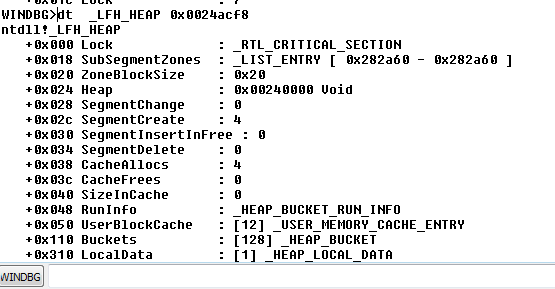 WINDBG>dt  _LFH_HEAP 0x0024acf8
ntdll!_LFH_HEAP
   +0x000 Lock             : _RTL_CRITICAL_SECTION
   +0x018 SubSegmentZones  : _LIST_ENTRY [ 0x282a60 - 0x282a60 ]
   +0x020 ZoneBlockSize    : 0x20
   +0x024 Heap             : 0x00240000 Void
   +0x028 SegmentChange    : 0
   +0x02c SegmentCreate    : 4
   +0x030 SegmentInsertInFree : 0
   +0x034 SegmentDelete    : 0
   +0x038 CacheAllocs      : 4
   +0x03c CacheFrees       : 0
   +0x040 SizeInCache      : 0
   +0x048 RunInfo          : _HEAP_BUCKET_RUN_INFO
   +0x050 UserBlockCache   : [12] _USER_MEMORY_CACHE_ENTRY
   +0x110 Buckets          : [128] _HEAP_BUCKET
   +0x310 LocalData        : [1] _HEAP_LOCAL_DATA
WINDBG